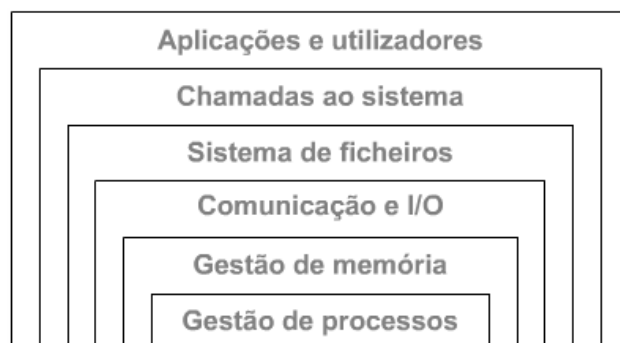 Aplicações e utilizadores
Chamadas ao sistema
Sistema de ficheiros
Comunicação e I/O
Gestão de memória
Gestão de processos